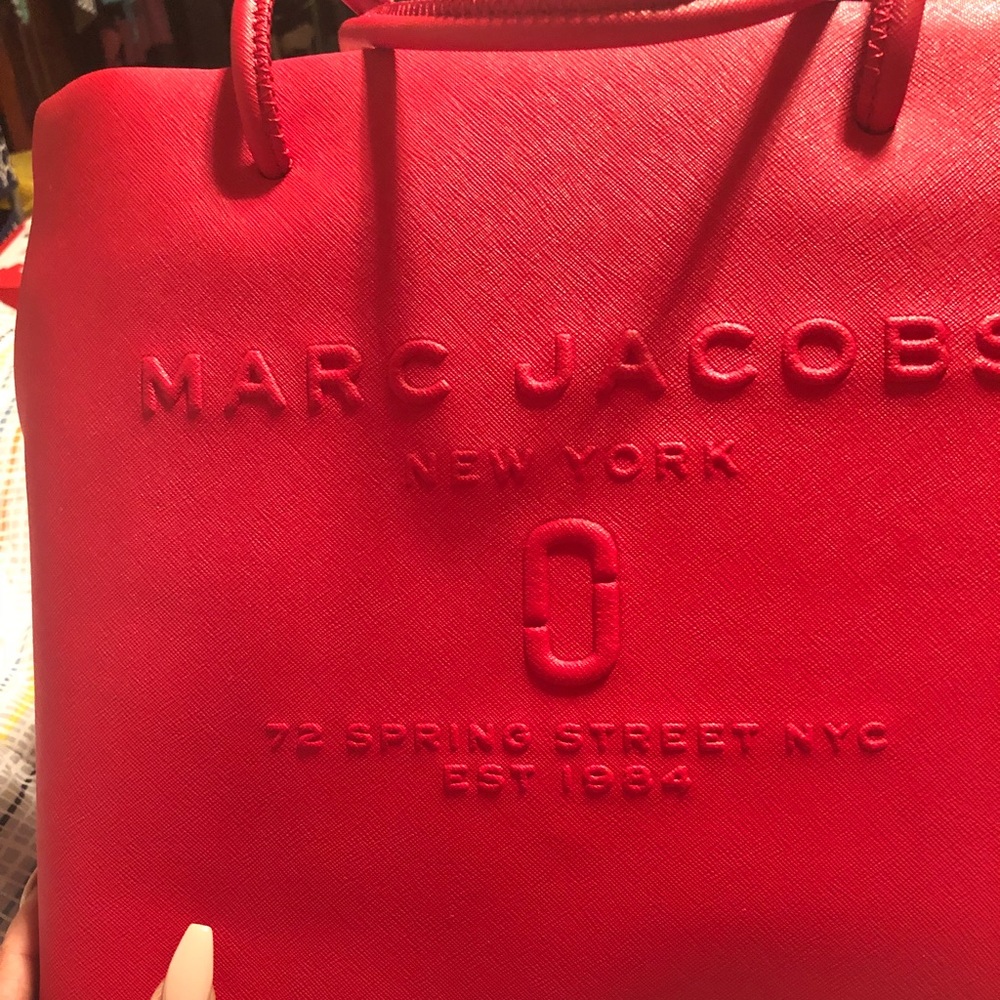 MARC JACOBS
NEW YORK
72 SPRING STREET NYC
EST 1984